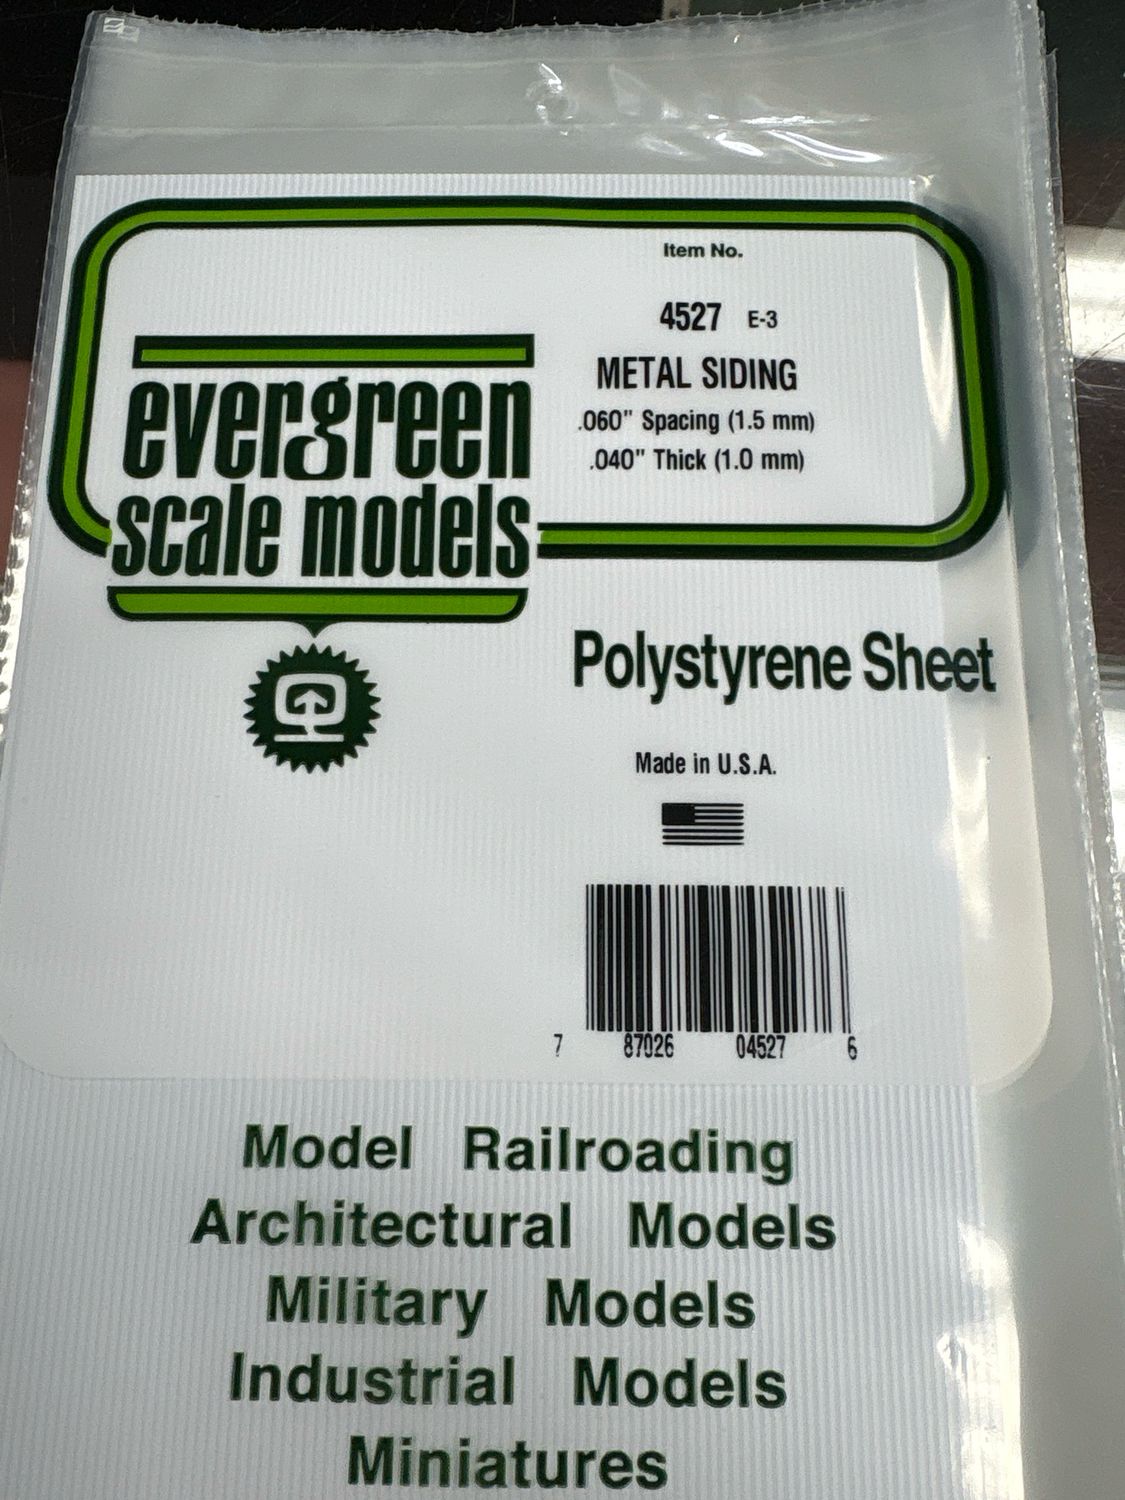 Item No.
4527 E-3
METAL SIDING
.060" Spacing (1.5 mm)
.040" Thick (1.0 mm)
evergreen
scale models
Polystyrene Sheet
Made in U.S.A.
7 87026 04527 6
Model Railroading
Architectural Models
Military Models
Industrial Models
Miniatures